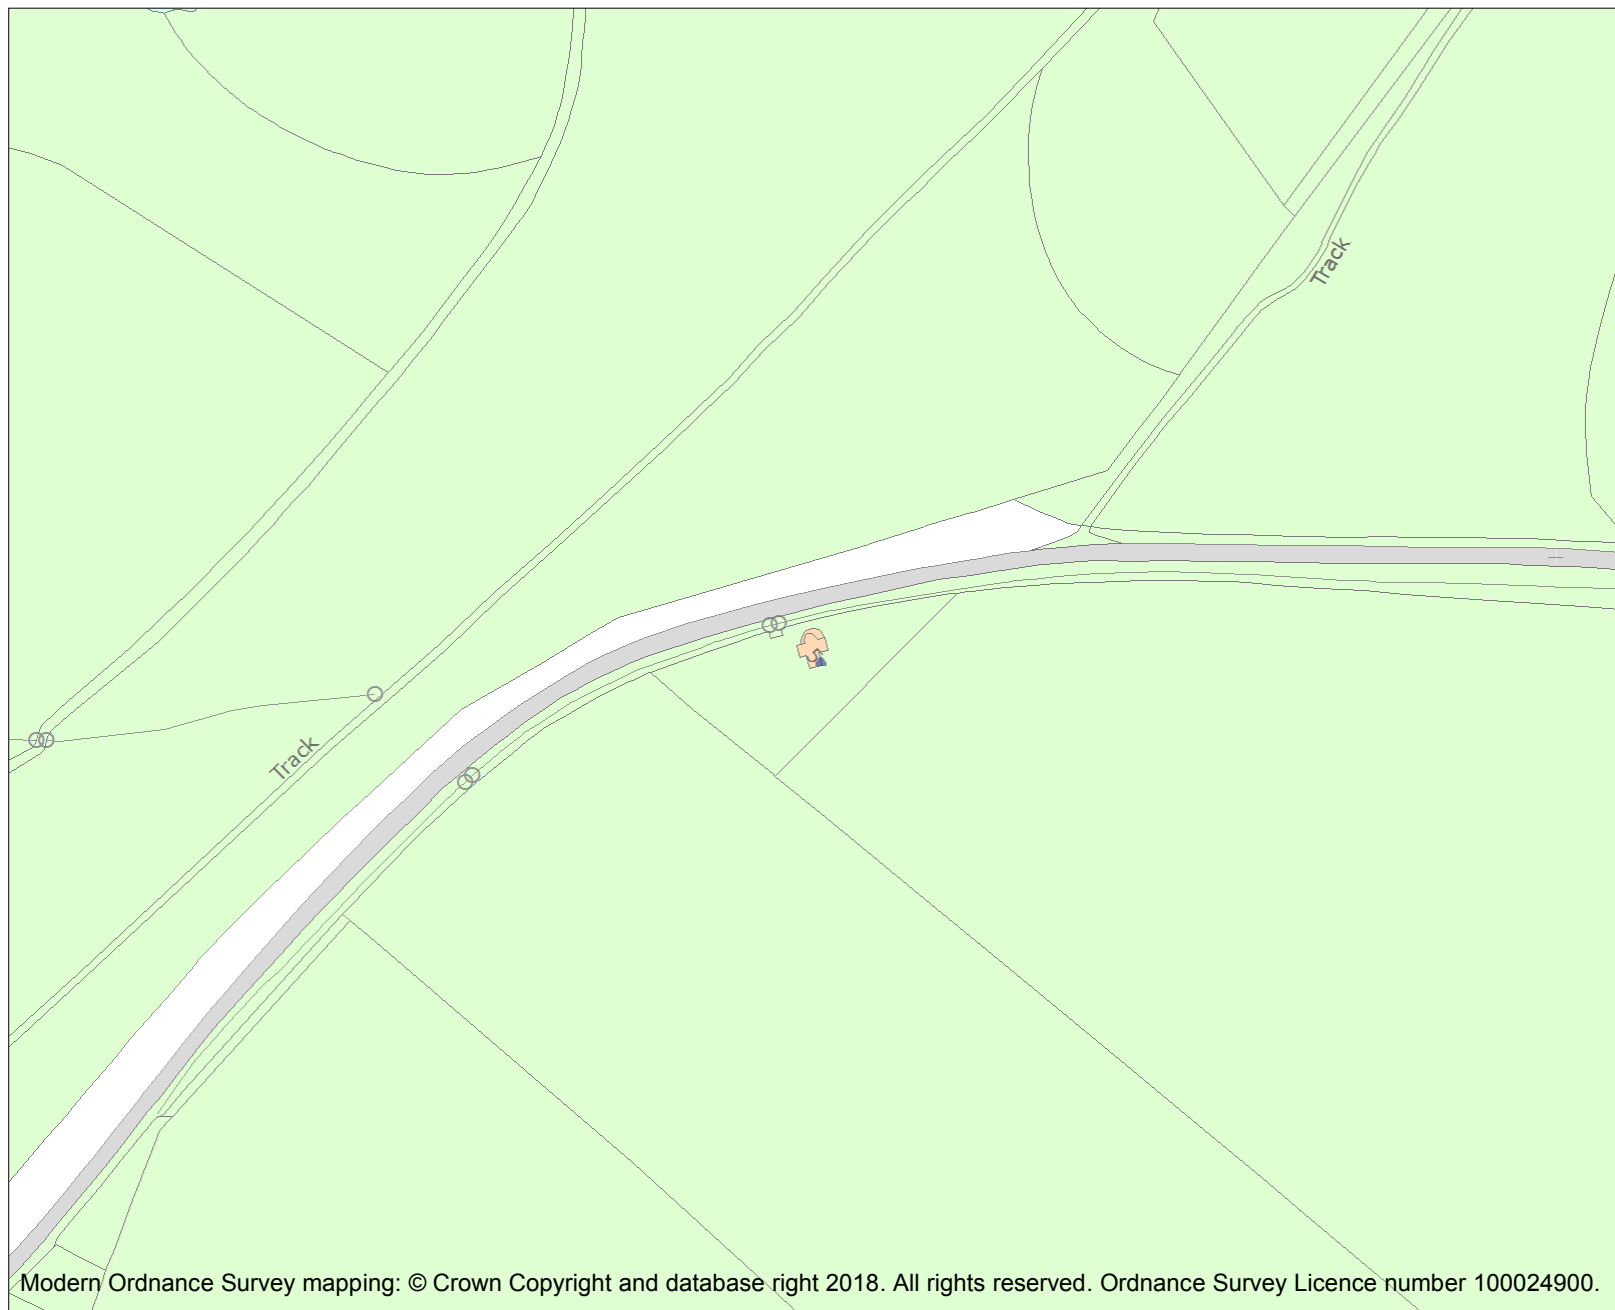 Track
Track
Modern Ordnance Survey mapping: © Crown Copyright and database right 2018. All rights reserved. Ordnance Survey Licence number 100024900.